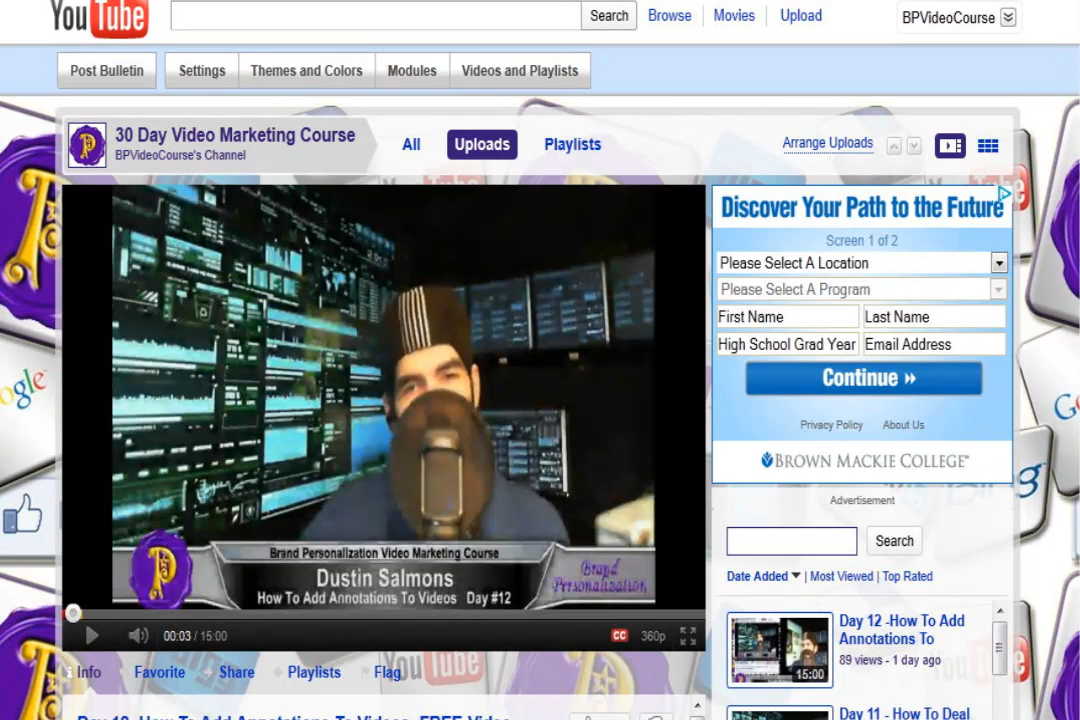 YouTube Search Browse Movies Upload BPVideoCourse
Post Bulletin Settings Themes and Colors Modules Videos and Playlists
30 Day Video Marketing Course
BPVideoCourse's Channel
All Uploads Playlists Arrange Uploads
Discover Your Path to the Future
Screen 1 of 2
Please Select A Location
Please Select A Program
First Name Last Name
High School Grad Year Email Address
Continue »
Privacy Policy About Us
BROWN MACKIE COLLEGE
Advertisement
Search
Date Added ▼ | Most Viewed | Top Rated
Day 12 -How To Add
Annotations To
89 views - 1 day ago
15:00
Day 11 - How To Deal
Brand Personalization Video Marketing Course
Dustin Salmons
How To Add Annotations To Videos Day #12
Brand
Personalization
00:03 / 15:00 CC 360p
Info Favorite Share Playlists Flag